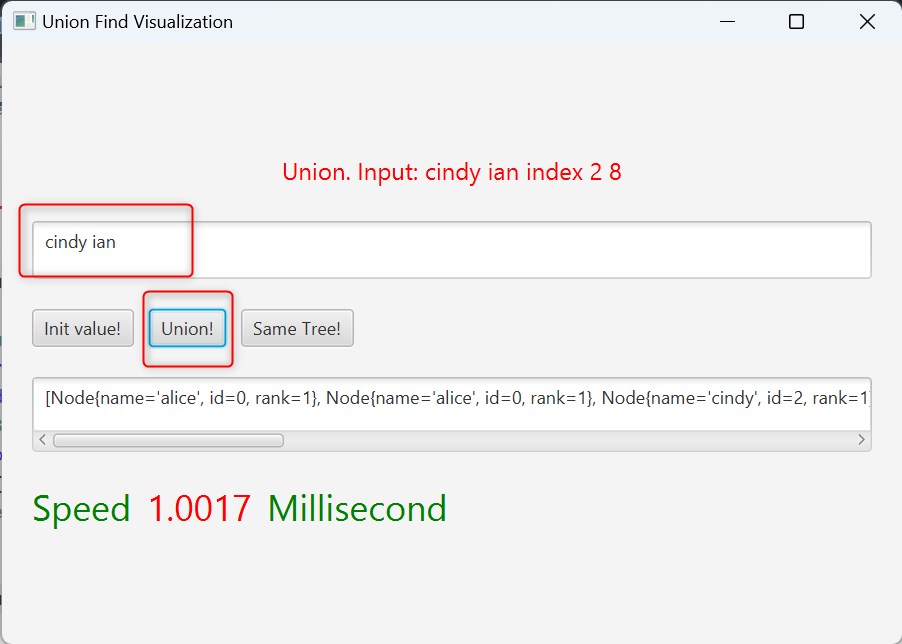 Union Find Visualization
Union. Input: cindy ian index 2 8
cindy ian
Init value! Union! Same Tree!
[Node{name='alice', id=0, rank=1}, Node{name='alice', id=0, rank=1}, Node{name='cindy', id=2, rank=1
Speed 1.0017 Millisecond